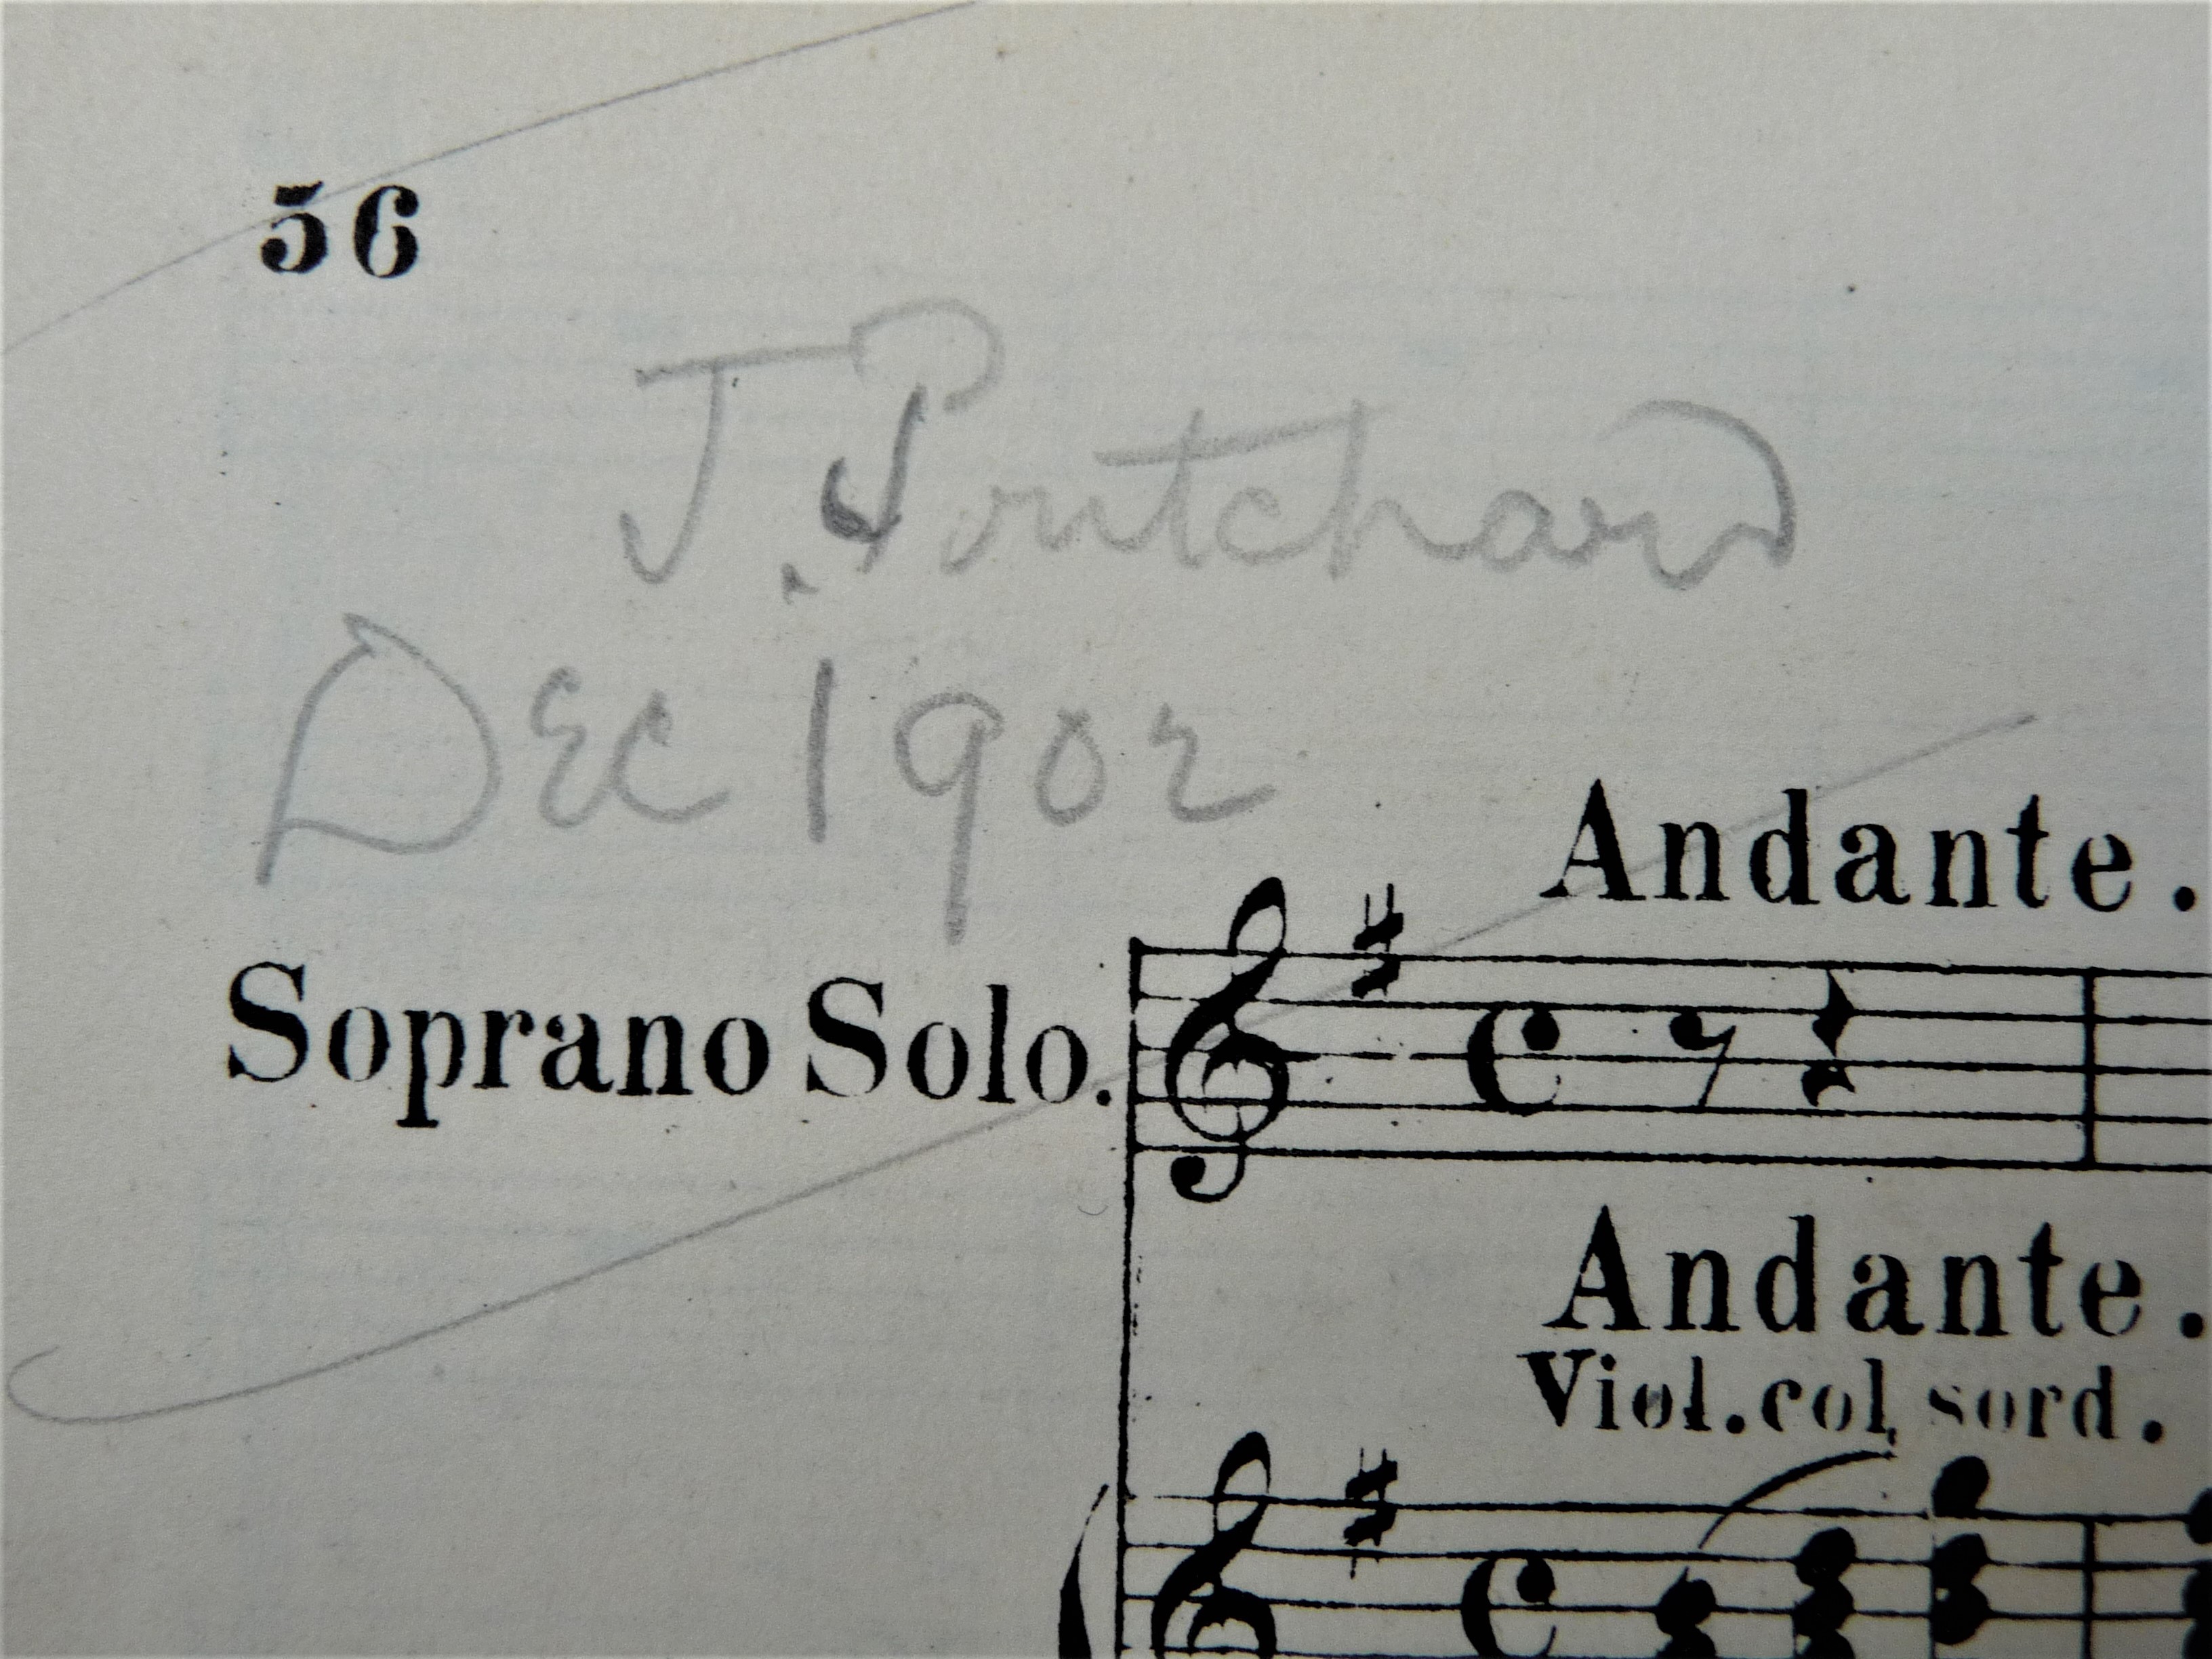 56
J. Pritchard
Dec 1902
Andante.
Soprano Solo.
Andante.
Viol. col sord.